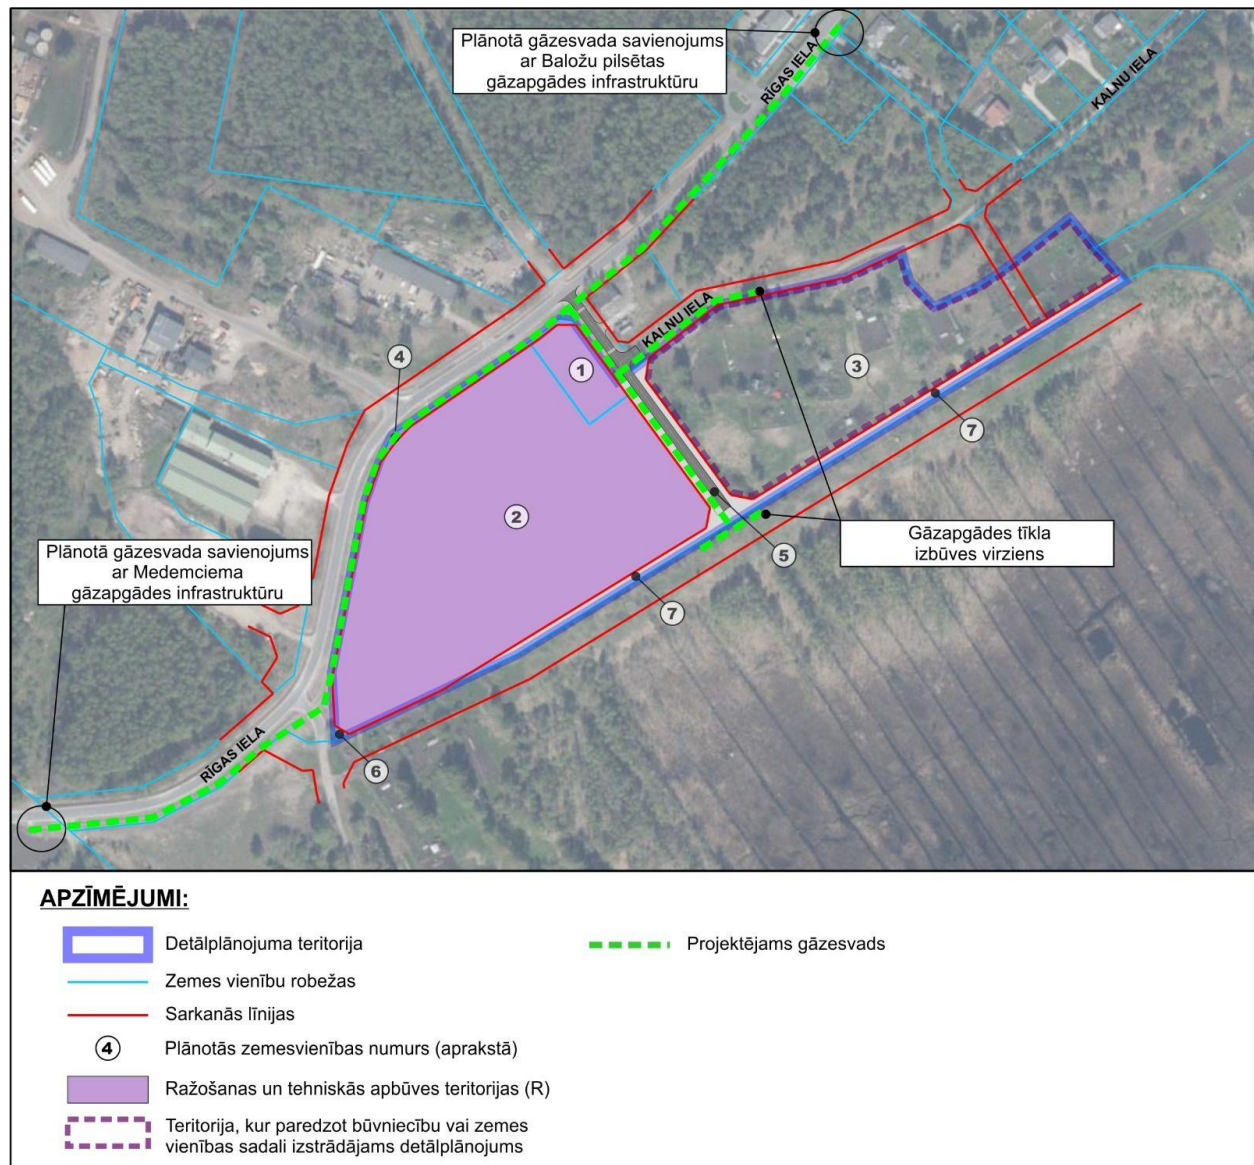 Plānotā gāzesvada savienojums
ar Baložu pilsētas
gāzapgādes infrastruktūru
RĪGAS IELA
KALNU IELA
KALNU IELA
1
4
3
7
2
Gāzapgādes tīkla
izbūves virziens
5
Plānotā gāzesvada savienojums
ar Medemciema
gāzapgādes infrastruktūru
7
RĪGAS IELA
6
APZĪMĒJUMI:
Detālplānojuma teritorija
Projektējams gāzesvads
Zemes vienību robežas
Sarkanās līnijas
4 Plānotās zemesvienības numurs (aprakstā)
Ražošanas un tehniskās apbūves teritorijas (R)
Teritorija, kur paredzot būvniecību vai zemes
vienības sadali izstrādājams detālplānojums